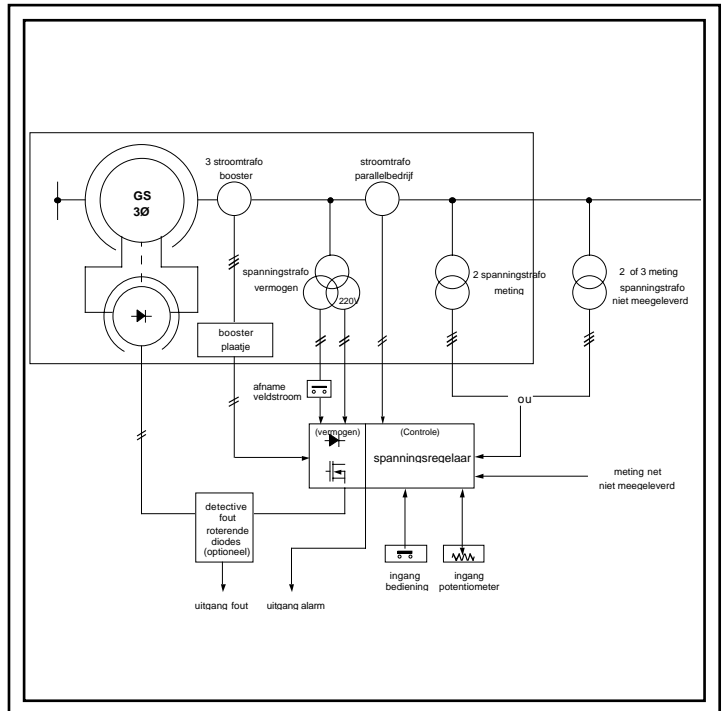 3 stroomtrafo
booster
stroomtrafo
parallelbedrijf
GS
3Ø
spanningstrafo
vermogen
220V
2 spanningstrafo
meting
2 of 3 meting
spanningstrafo
niet meegeleverd
booster
plaatje
afname
veldstroom
ou
(vermogen)
(Controle)
spanningsregelaar
meting net
niet meegeleverd
detective
fout
roterende
diodes
(optioneel)
ingang
bediening
ingang
potentiometer
uitgang fout
uitgang alarm